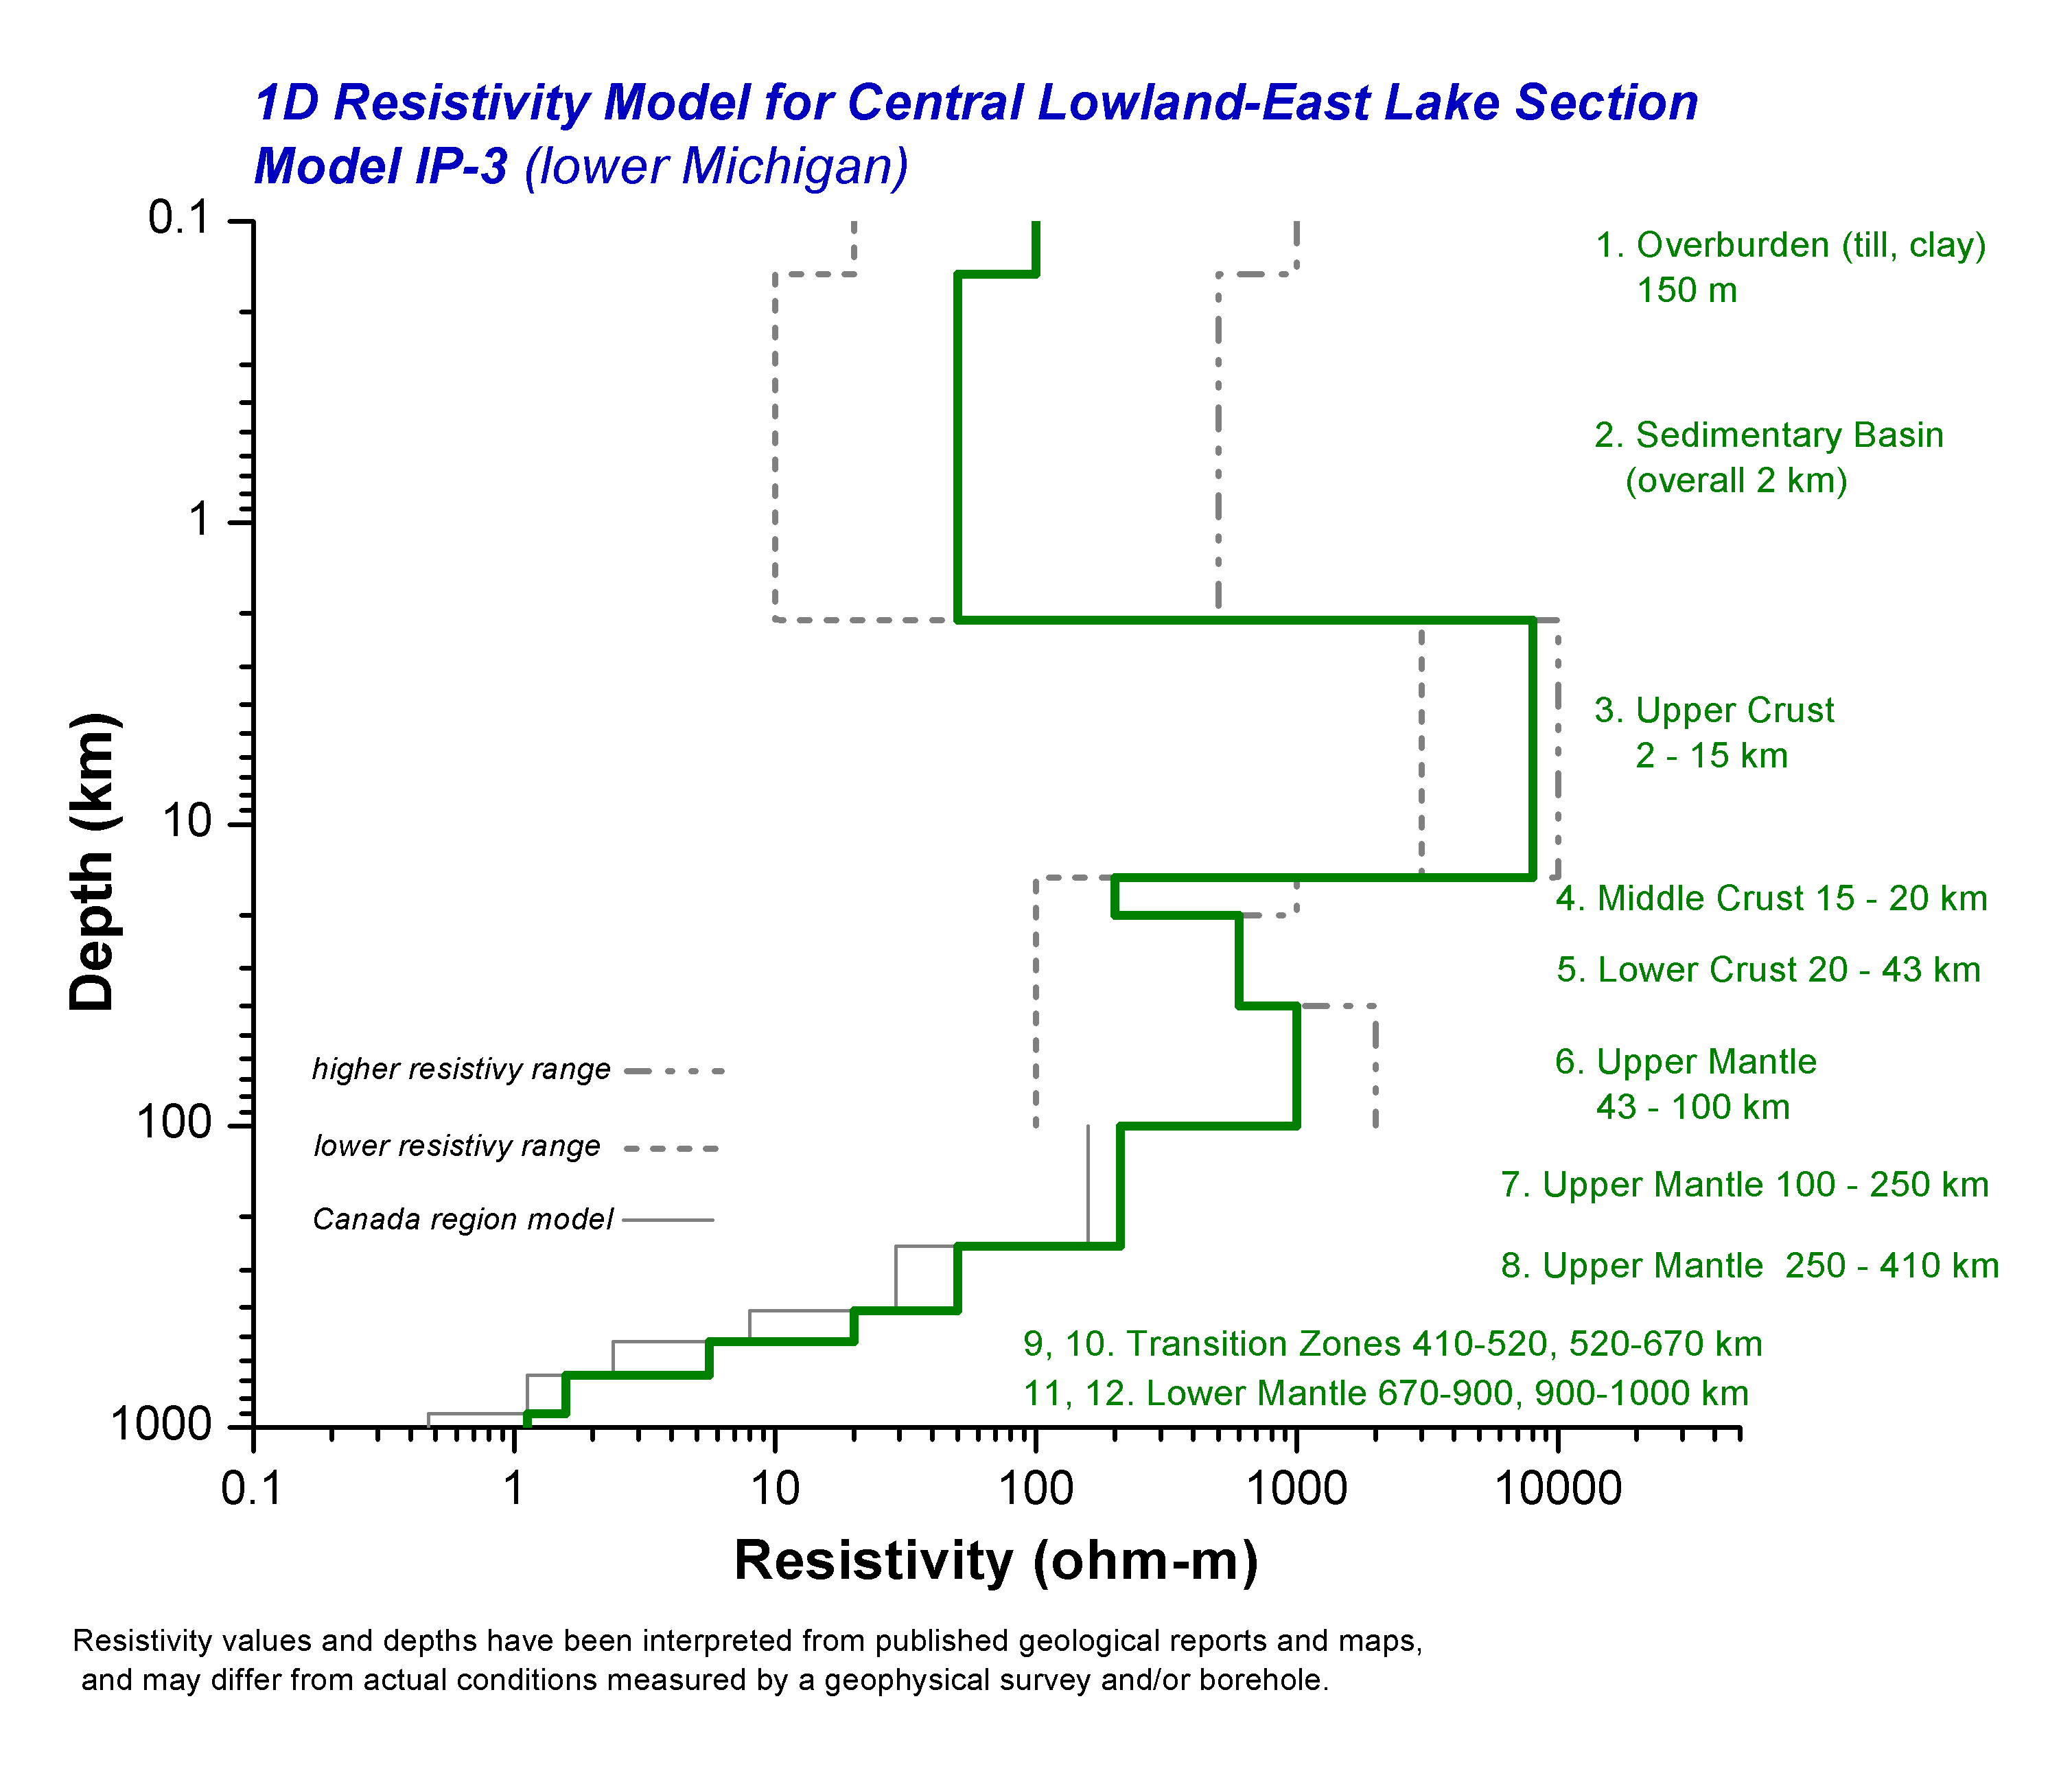 1D Resistivity Model for Central Lowland-East Lake Section
Model IP-3 (lower Michigan)
0.1
1
10
100
1000
Depth (km)
1. Overburden (till, clay)
150 m
2. Sedimentary Basin
(overall 2 km)
3. Upper Crust
2 - 15 km
4. Middle Crust 15 - 20 km
5. Lower Crust 20 - 43 km
6. Upper Mantle
43 - 100 km
7. Upper Mantle 100 - 250 km
8. Upper Mantle  250 - 410 km
9, 10. Transition Zones 410-520, 520-670 km
11, 12. Lower Mantle 670-900, 900-1000 km
higher resistivy range
lower resistivy range
Canada region model
0.1 1 10 100 1000 10000
Resistivity (ohm-m)
Resistivity values and depths have been interpreted from published geological reports and maps,
and may differ from actual conditions measured by a geophysical survey and/or borehole.